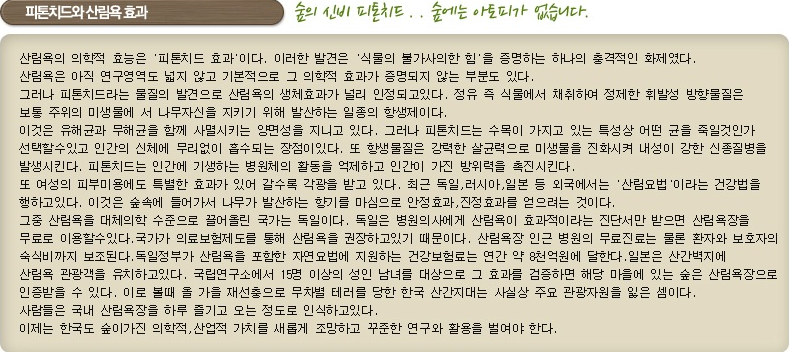 피톤치드와 산림욕 효과
숲의 신비 피톤치드 . . 숲에는 아토피가 없습니다.
산림욕의 의학적 효능은 '피톤치드 효과'이다. 이러한 발견은 '식물의 불가사의한 힘'을 증명하는 하나의 충격적인 화제였다.
산림욕은 아직 연구영역도 넓지 않고 기본적으로 그 의학적 효과가 증명되지 않는 부분도 있다.
그러나 피톤치드라는 물질의 발견으로 산림욕의 생체효과가 널리 인정되고있다. 정유 즉 식물에서 채취하여 정제한 휘발성 방향물질은
보통 주위의 미생물에 서 나무자신을 지키기 위해 발산하는 일종의 항생제이다.
이것은 유해균과 무해균을 함께 사멸시키는 양면성을 지니고 있다. 그러나 피톤치드는 수목이 가지고 있는 특성상 어떤 균을 죽일것인가
선택할수있고 인간의 신체에 무리없이 흡수되는 장점이있다. 또 항생물질은 강력한 살균력으로 미생물을 진화시켜 내성이 강한 신종질병을
발생시킨다. 피톤치드는 인간에 기생하는 병원체의 활동을 억제하고 인간이 가진 방위력을 촉진시킨다.
또 여성의 피부미용에도 특별한 효과가 있어 갈수록 각광을 받고 있다. 최근 독일,러시아,일본 등 외국에서는 '산림요법'이라는 건강법을
행하고있다. 이것은 숲속에 들어가서 나무가 발산하는 향기를 마심으로 안정효과,진정효과를 얻으려는 것이다.
그중 산림욕을 대체의학 수준으로 끌어올린 국가는 독일이다. 독일은 병원의사에게 산림욕이 효과적이라는 진단서만 받으면 산림욕장을
무료로 이용할수있다.국가가 의료보험제도를 통해 산림욕을 권장하고있기 때문이다. 산림욕장 인근 병원의 무료진료는 물론 환자와 보호자의
숙식비까지 보조된다.독일정부가 산림욕을 포함한 자연요법에 지원하는 건강보험료는 연간 약 8천억원에 달한다.일본은 산간벽지에
산림욕 관광객을 유치하고있다. 국립연구소에서 15명 이상의 성인 남녀를 대상으로 그 효과를 검증하면 해당 마을에 있는 숲은 산림욕장으로
인증받을 수 있다. 이로 볼때 올 가을 재선충으로 무차별 테러를 당한 한국 산간지대는 사실상 주요 관광자원을 잃은 셈이다.
사람들은 국내 산림욕장을 하루 즐기고 오는 정도로 인식하고있다.
이제는 한국도 숲이가진 의학적,산업적 가치를 새롭게 조망하고 꾸준한 연구와 활용을 벌여야 한다.